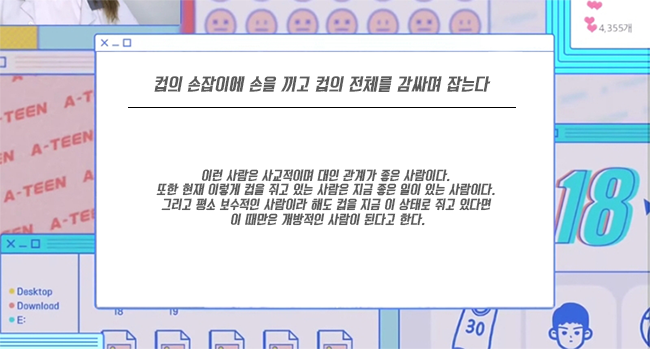 4,355개
컵의 손잡이에 손을 끼고 컵의 전체를 감싸며 잡는다
A-TEEN
A-TEEN
A-TEEN
A-TEEN
이런 사람은 사교적이며 대인 관계가 좋은 사람이다.
또한 현재 이렇게 컵을 쥐고 있는 사람은 지금 좋은 일이 있는 사람이다.
그리고 평소 보수적인 사람이라 해도 컵을 지금 이 상태로 쥐고 있다면
이 때만은 개방적인 사람이 된다고 한다.
18
Desktop
Download
E:
18 19
30